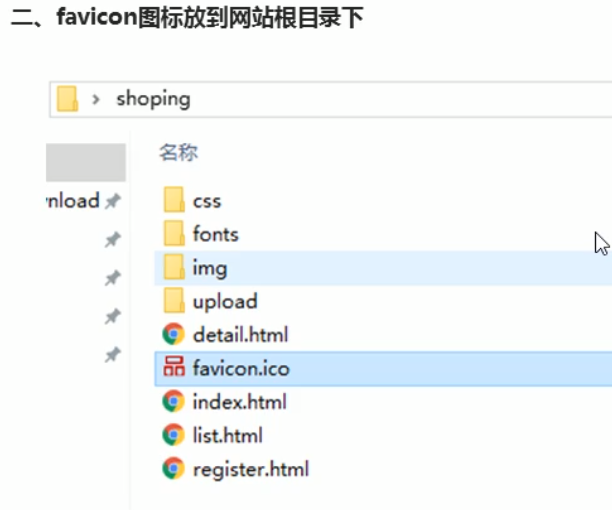 二、favicon图标放到网站根目录下
shoping
名称
nload
css
fonts
img
upload
detail.html
favicon.ico
index.html
list.html
register.html